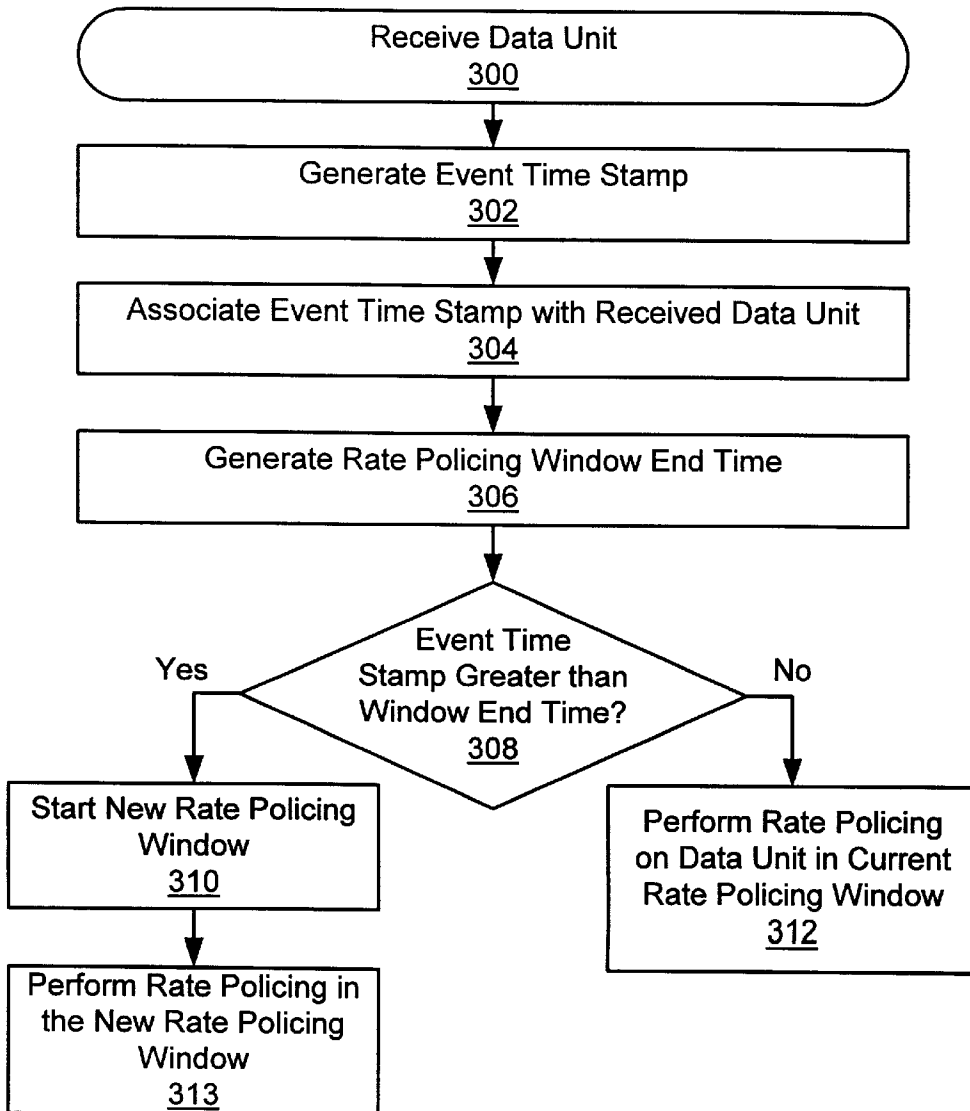 Receive Data Unit
300
Generate Event Time Stamp
302
Associate Event Time Stamp with Received Data Unit
304
Generate Rate Policing Window End Time
306
Event Time
Stamp Greater than
Window End Time?
308
Yes
No
Start New Rate Policing
Window
310
Perform Rate Policing
on Data Unit in Current
Rate Policing Window
312
Perform Rate Policing in
the New Rate Policing
Window
313